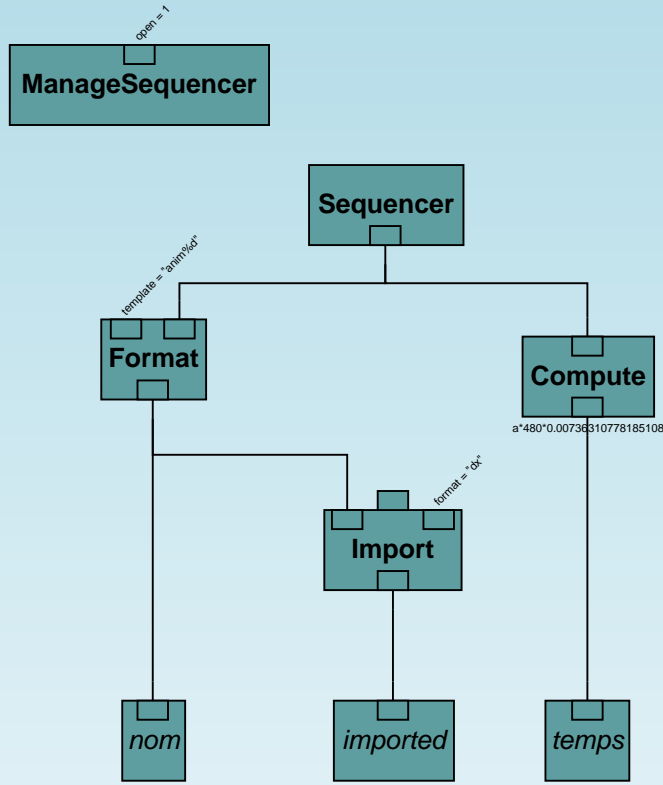 open = 1
ManageSequencer
Sequencer
template = "anim%d"
Format
Compute
a*480*0.00736310778185108
format = "dx"
Import
nom
imported
temps